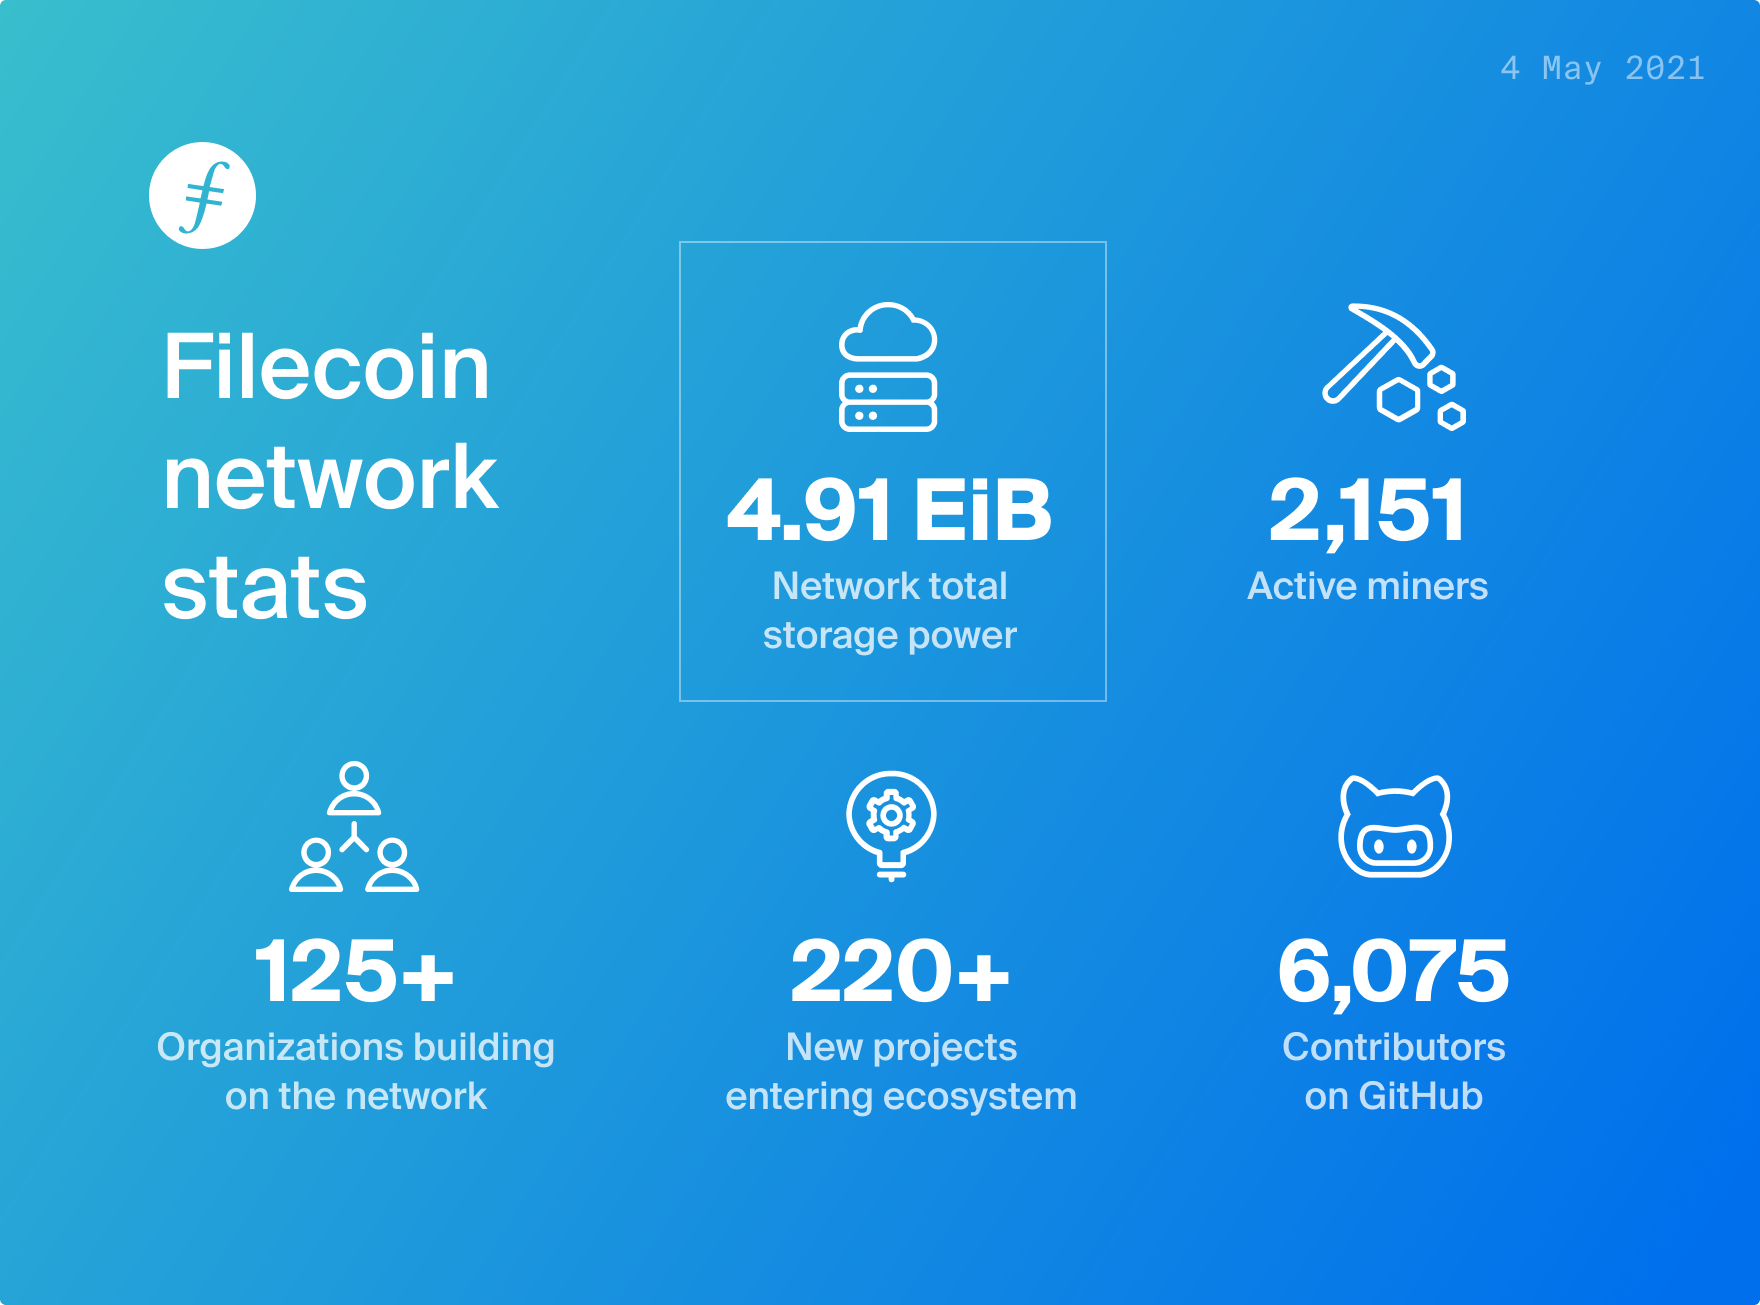 4 May 2021
Filecoin
network
stats
4.91 EiB
Network total
storage power
2,151
Active miners
125+
Organizations building
on the network
220+
New projects
entering ecosystem
6,075
Contributors
on GitHub